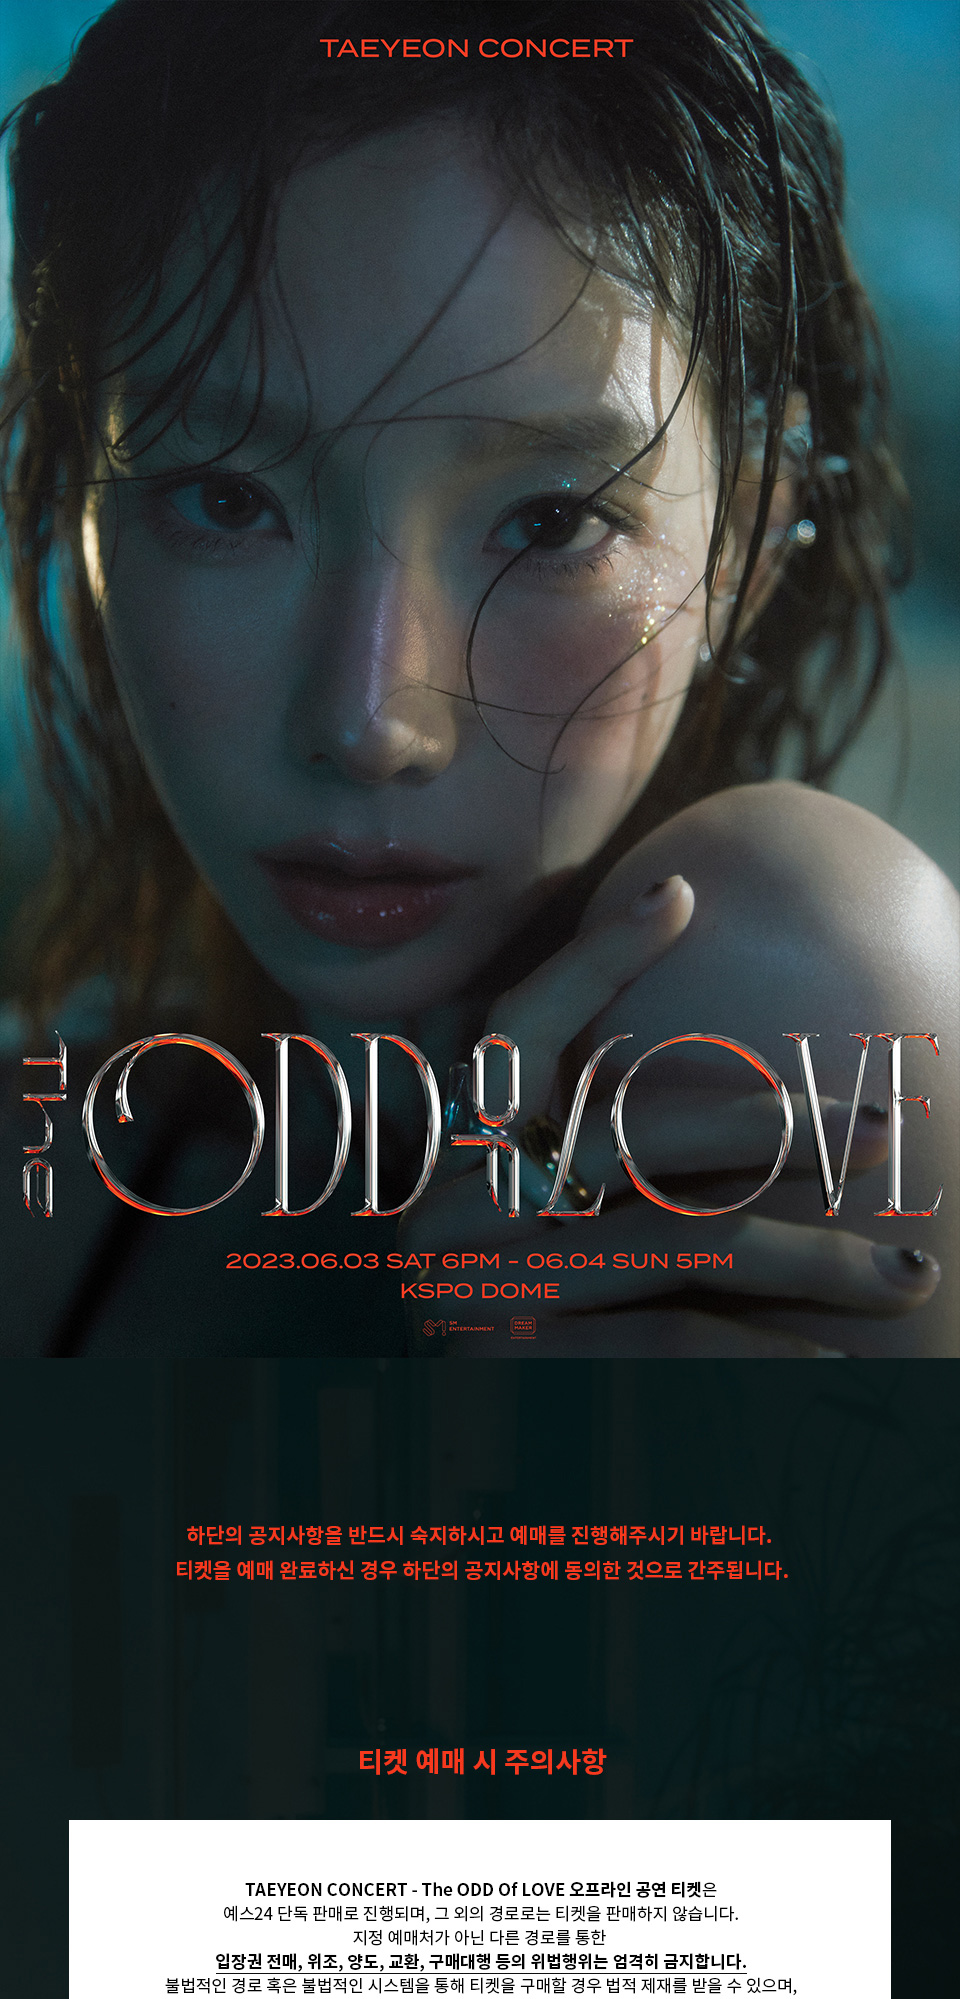 TAEYEON CONCERT
THE ODD OF LOVE
2023.06.03 SAT 6PM - 06.04 SUN 5PM
KSPO DOME
SM ENTERTAINMENT
DREAM MAKER
하단의 공지사항을 반드시 숙지하시고 예매를 진행해주시기 바랍니다.
티켓을 예매 완료하신 경우 하단의 공지사항에 동의한 것으로 간주됩니다.
티켓 예매 시 주의사항
TAEYEON CONCERT - The ODD Of LOVE 오프라인 공연 티켓은
예스24 단독 판매로 진행되며, 그 외의 경로로는 티켓을 판매하지 않습니다.
지정 예매처가 아닌 다른 경로를 통한
입장권 전매, 위조, 양도, 교환, 구매대행 등의 위법행위는 엄격히 금지합니다.
불법적인 경로 혹은 불법적인 시스템을 통해 티켓을 구매할 경우 법적 제재를 받을 수 있으며,